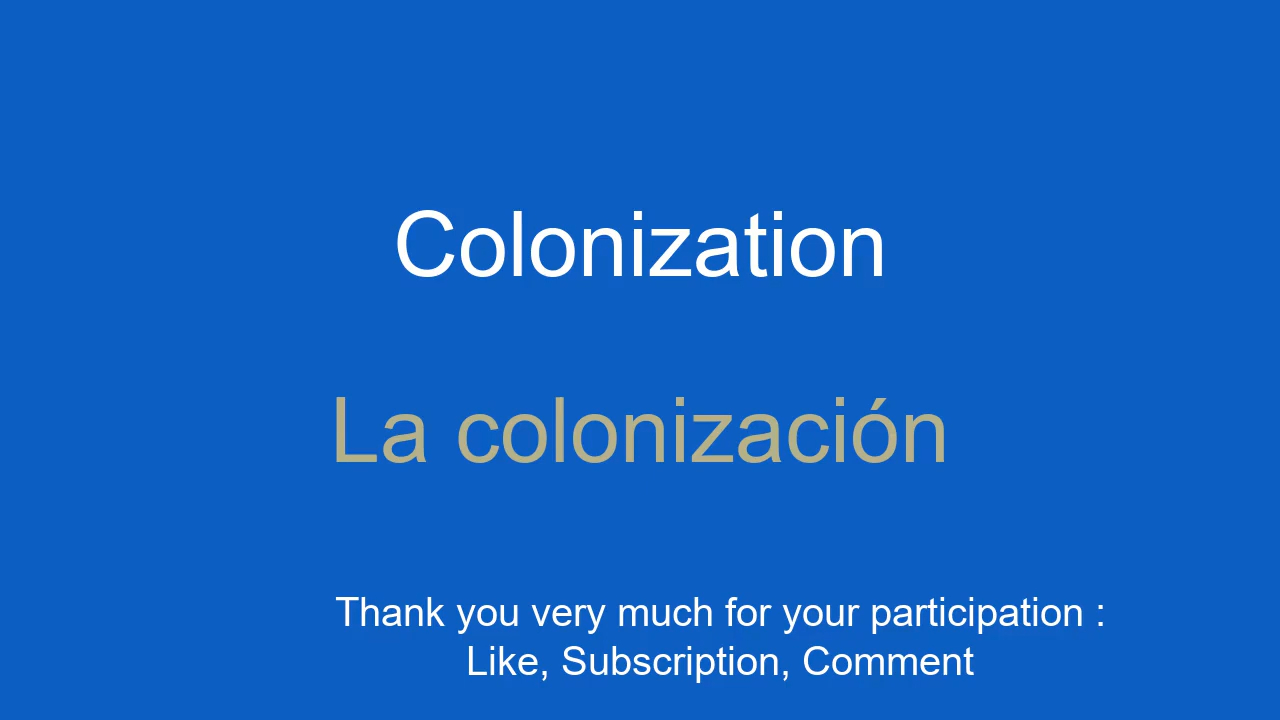 Colonization
La colonización
Thank you very much for your participation :
Like, Subscription, Comment